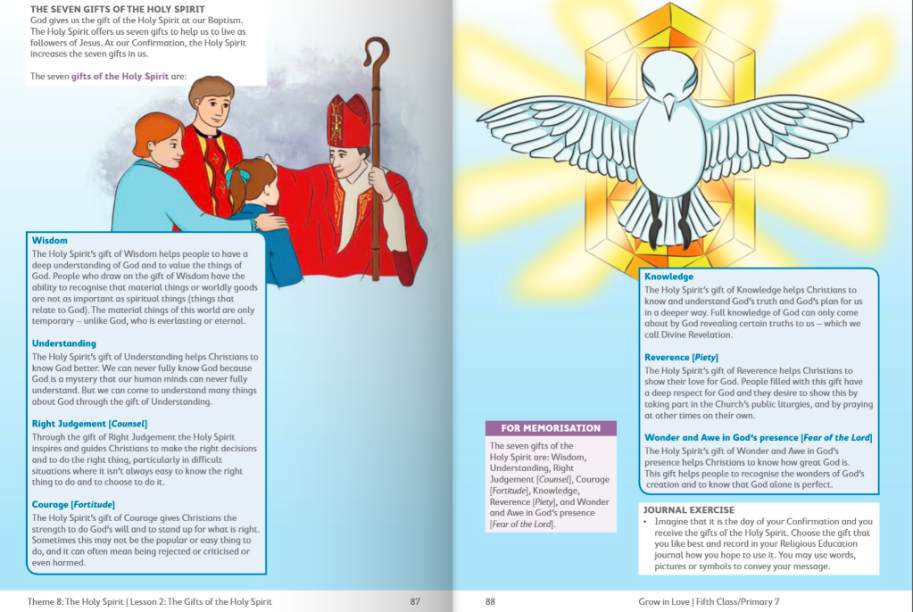 THE SEVEN GIFTS OF THE HOLY SPIRIT
God gives us the gift of the Holy Spirit at our Baptism.
The Holy Spirit offers us seven gifts to help us to live as
followers of Jesus. At our Confirmation, the Holy Spirit
increases the seven gifts in us.
The seven gifts of the Holy Spirit are:
Wisdom
The Holy Spirit's gift of Wisdom helps people to have a
deep understanding of God and to value the things of
God. People who draw on the gift of Wisdom have the
ability to recognise that material things or worldly goods
are not as important as spiritual things (things that
relate to God). The material things of this world are only
temporary – unlike God, who is everlasting or eternal.
Understanding
The Holy Spirit's gift of Understanding helps Christians to
know God better. We can never fully know God because
God is a mystery that our human minds can never fully
understand. But we can come to understand many things
about God through the gift of Understanding.
Right Judgement [Counsel]
Through the gift of Right Judgement the Holy Spirit
inspires and guides Christians to make the right decisions
and to do the right thing, particularly in difficult
situations where it isn't always easy to know the right
thing to do and to choose to do it.
Courage [Fortitude]
The Holy Spirit's gift of Courage gives Christians the
strength to do God's will and to stand up for what is right.
Sometimes this may not be the popular or easy thing to
do, and it can often mean being rejected or criticised or
even harmed.
Theme 8: The Holy Spirit | Lesson 2: The Gifts of the Holy Spirit
87
Knowledge
The Holy Spirit's gift of Knowledge helps Christians to
know and understand God's truth and God's plan for us
in a deeper way. Full knowledge of God can only come
about by God revealing certain truths to us – which we
call Divine Revelation.
Reverence [Piety]
The Holy Spirit's gift of Reverence helps Christians to
show their love for God. People filled with this gift have
a deep respect for God and they desire to show this by
taking part in the Church's public liturgies, and by praying
at other times on their own.
Wonder and Awe in God's presence [Fear of the Lord]
The Holy Spirit's gift of Wonder and Awe in God's
presence helps Christians to know how great God is.
This gift helps people to recognise the wonders of God's
creation and to know that God alone is perfect.
FOR MEMORISATION
The seven gifts of the
Holy Spirit are: Wisdom,
Understanding, Right
Judgement [Counsel], Courage
[Fortitude], Knowledge,
Reverence [Piety], and Wonder
and Awe in God's presence
[Fear of the Lord].
JOURNAL EXERCISE
• Imagine that it is the day of your Confirmation and you
receive the gifts of the Holy Spirit. Choose the gift that
you like best and record in your Religious Education
journal how you hope to use it. You may use words,
pictures or symbols to convey your message.
88
Grow in Love | Fifth Class/Primary 7